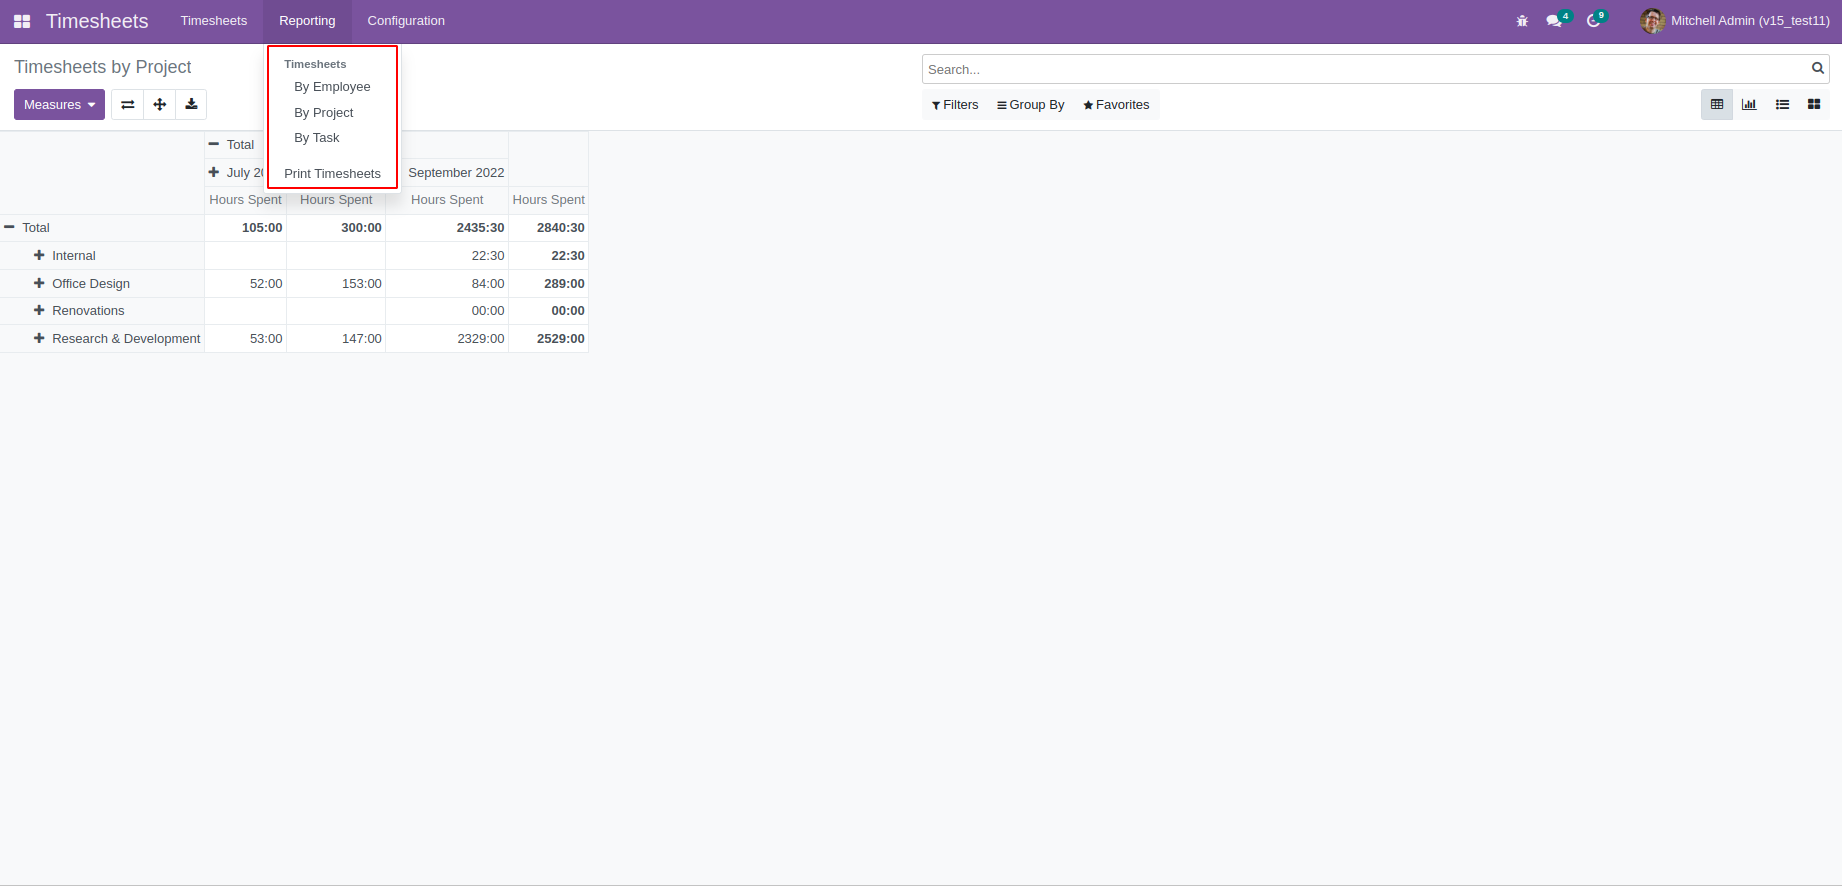 Timesheets Timesheets Reporting Configuration 4 9 Mitchell Admin (v15_test11)
Timesheets by Project
Search...
Measures
Filters Group By Favorites
Timesheets
By Employee
By Project
By Task
Print Timesheets
Total
July 20 September 2022
Hours Spent Hours Spent Hours Spent Hours Spent
Total 105:00 300:00 2435:30 2840:30
Internal 22:30 22:30
Office Design 52:00 153:00 84:00 289:00
Renovations 00:00 00:00
Research & Development 53:00 147:00 2329:00 2529:00